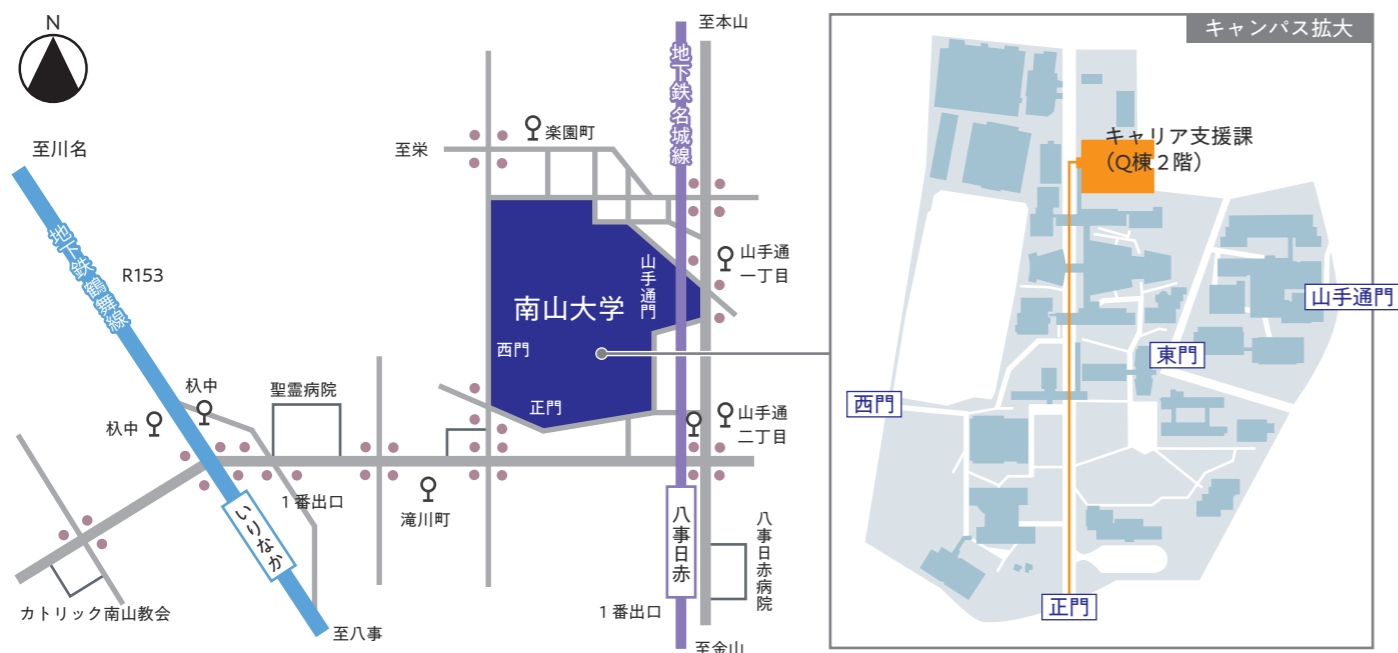 N
至川名
地下鉄鶴舞線
R153
杁中
杁中
聖霊病院
1番出口
いりなか
カトリック南山教会
至八事
滝川町
至栄
楽園町
至本山
地下鉄名城線
山手通
一丁目
山手通門
南山大学
西門
正門
山手通
二丁目
八事日赤
八事日赤病院
1番出口
至金山
キャンパス拡大
キャリア支援課
（Q棟２階）
山手通門
東門
西門
正門